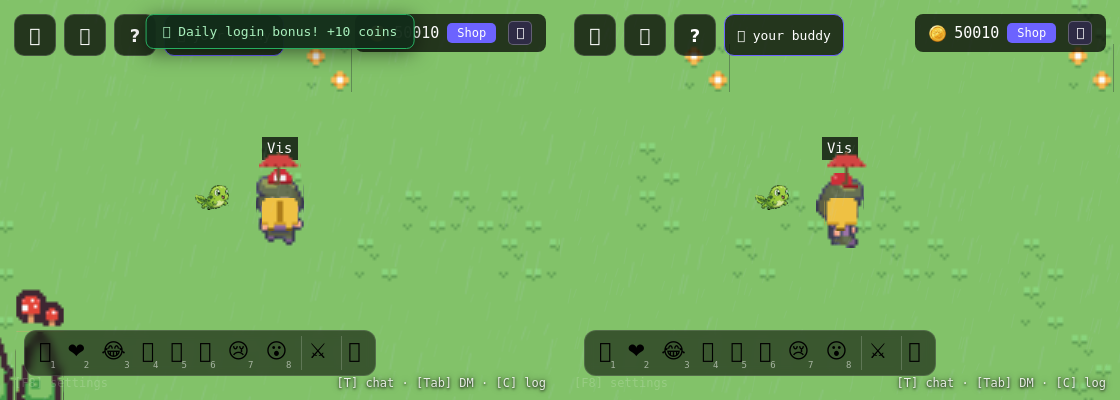 ? Daily login bonus! +10 coins 010 Shop
Vis
1 2 3 4 5 6 7 8
settings
[T] chat · [Tab] DM · [C] log
? your buddy 50010 Shop
Vis
1 2 3 4 5 6 7 8
[F8] settings
[T] chat · [Tab] DM · [C] log